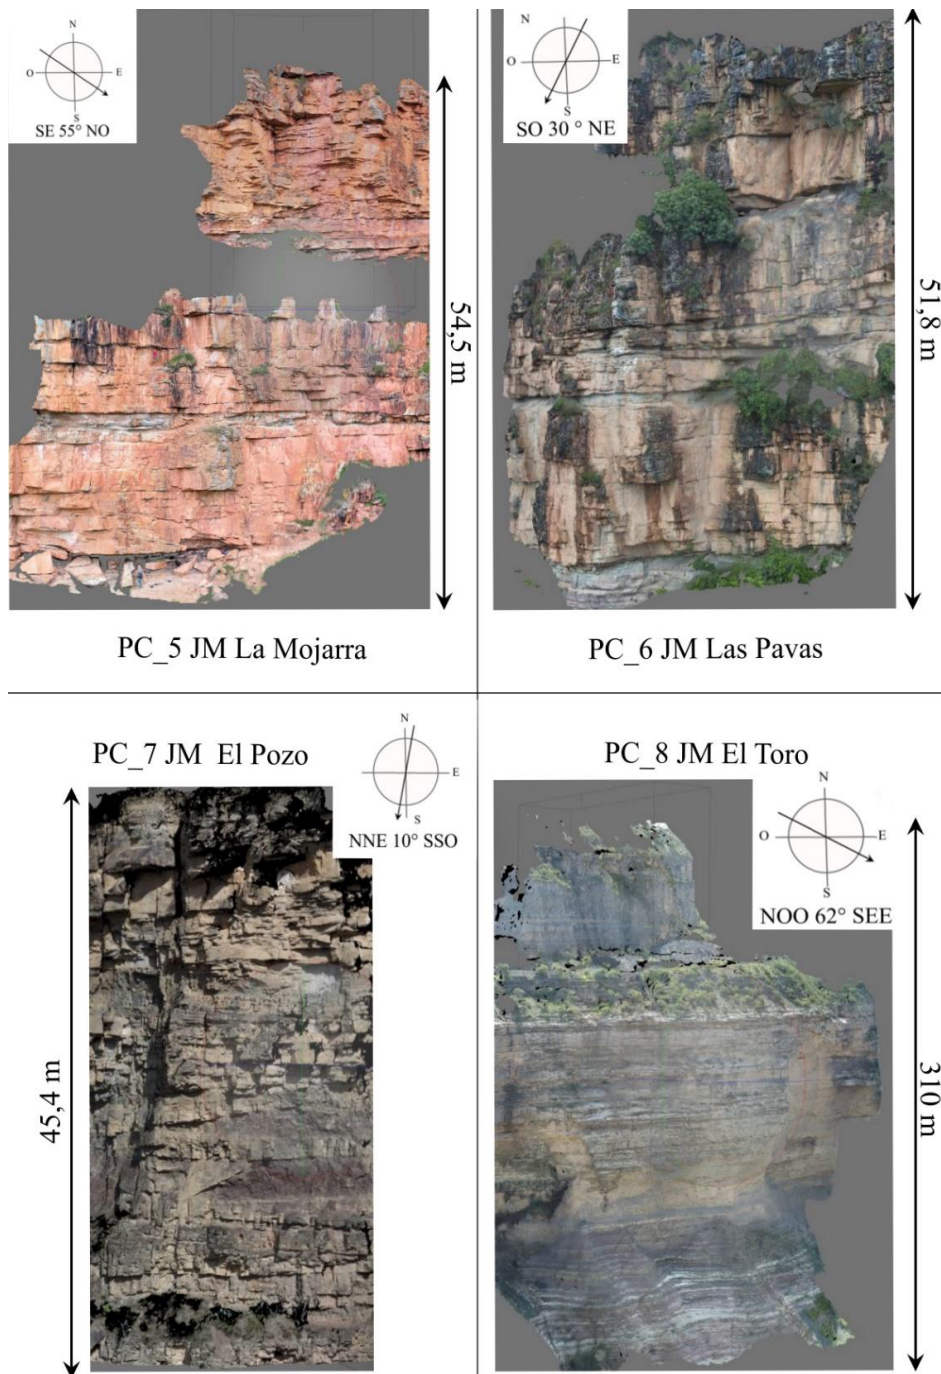 N
O E
S
SE 55° NO
54,5 m
PC_5 JM La Mojarra
N
O E
S
SO 30 ° NE
51,8 m
PC_6 JM Las Pavas
PC_7 JM El Pozo
N
E
S
NNE 10° SSO
45,4 m
PC_8 JM El Toro
N
O E
S
NOO 62° SEE
310 m